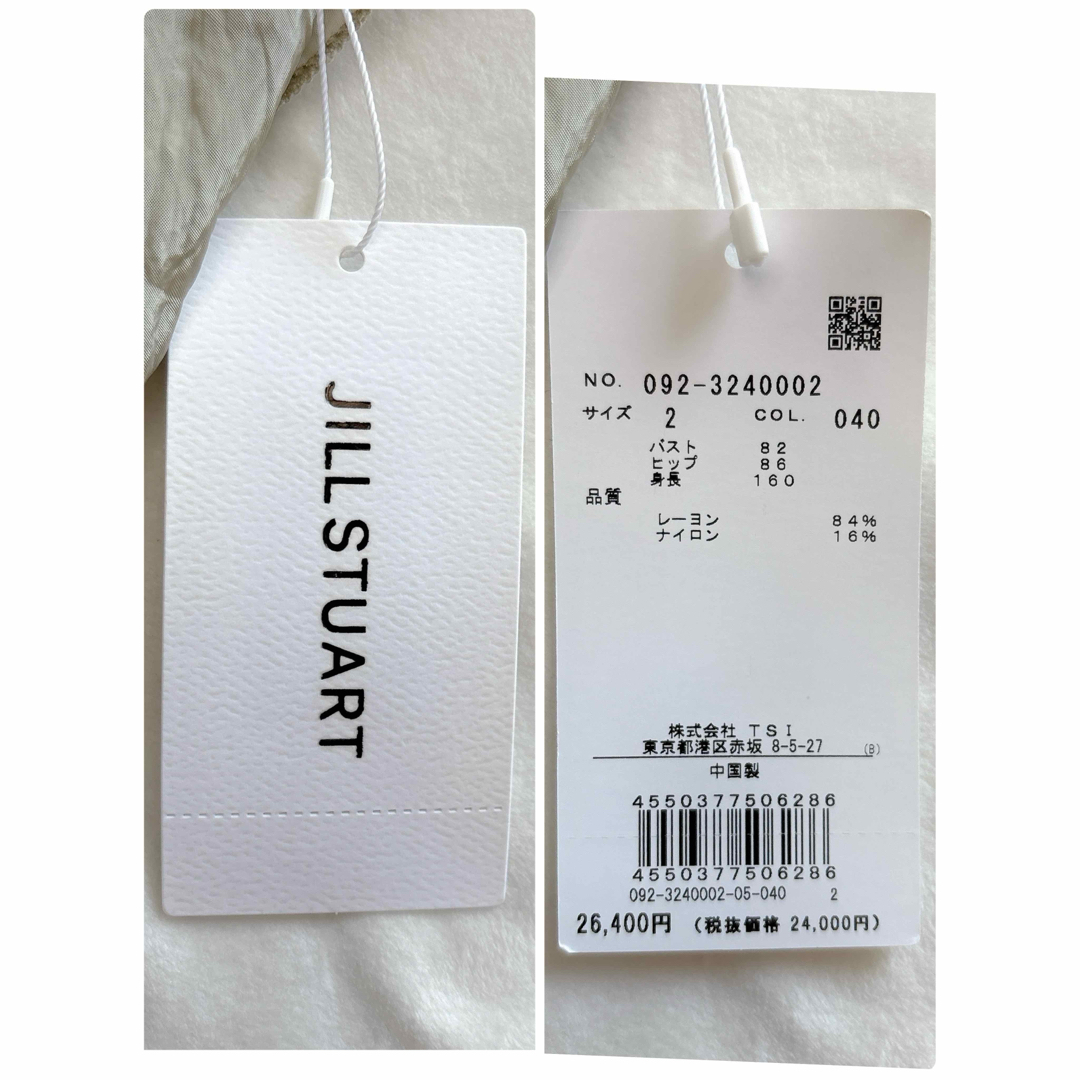 JILL STUART
NO. 092-3240002
サイズ 2 COL. 040
バスト 82
ヒップ 86
身長 160
品質
レーヨン 84%
ナイロン 16%
株式会社 TSI
東京都港区赤坂 8-5-27 (B)
中国製
4550377506286
4550377506286
092-3240002-05-040 2
26,400円 (税抜価格 24,000円)